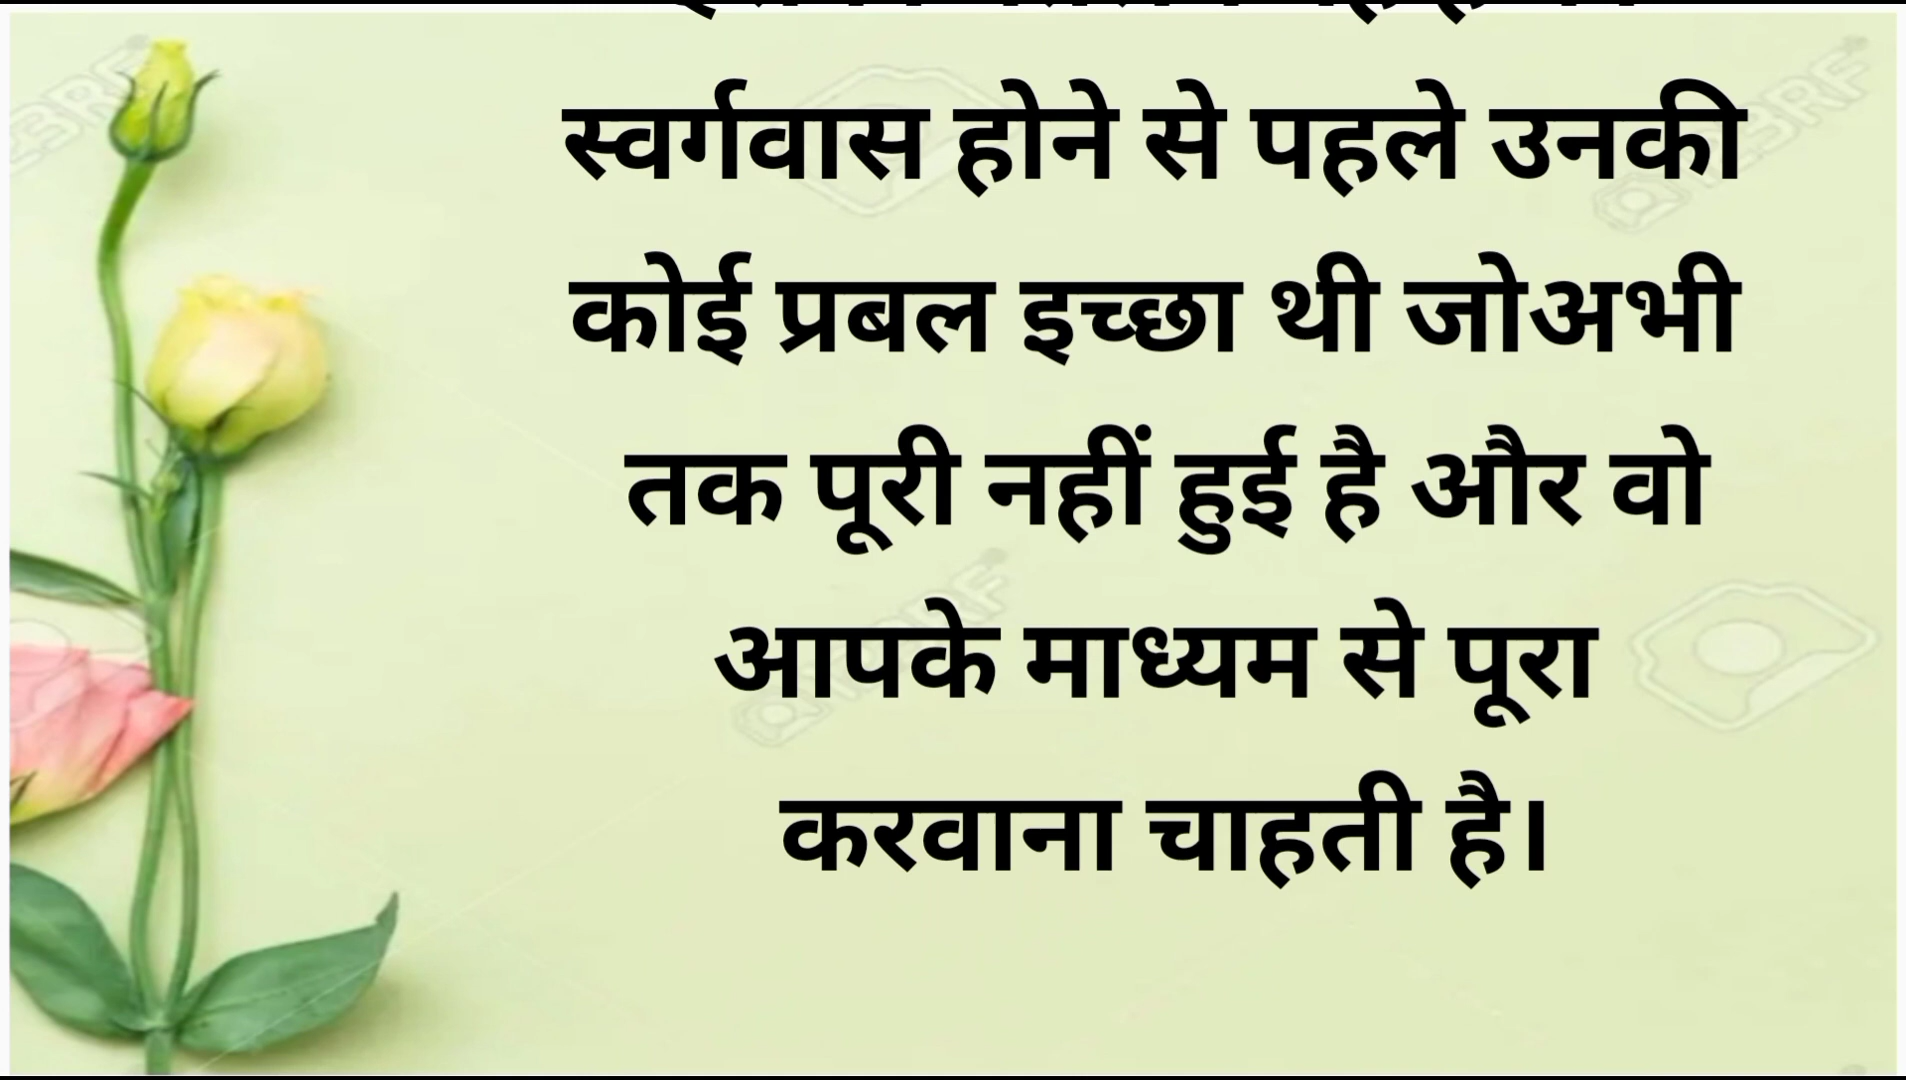 स्वर्गवास होने से पहले उनकी
कोई प्रबल इच्छा थी जोअभी
तक पूरी नहीं हुई है और वो
आपके माध्यम से पूरा
करवाना चाहती है।